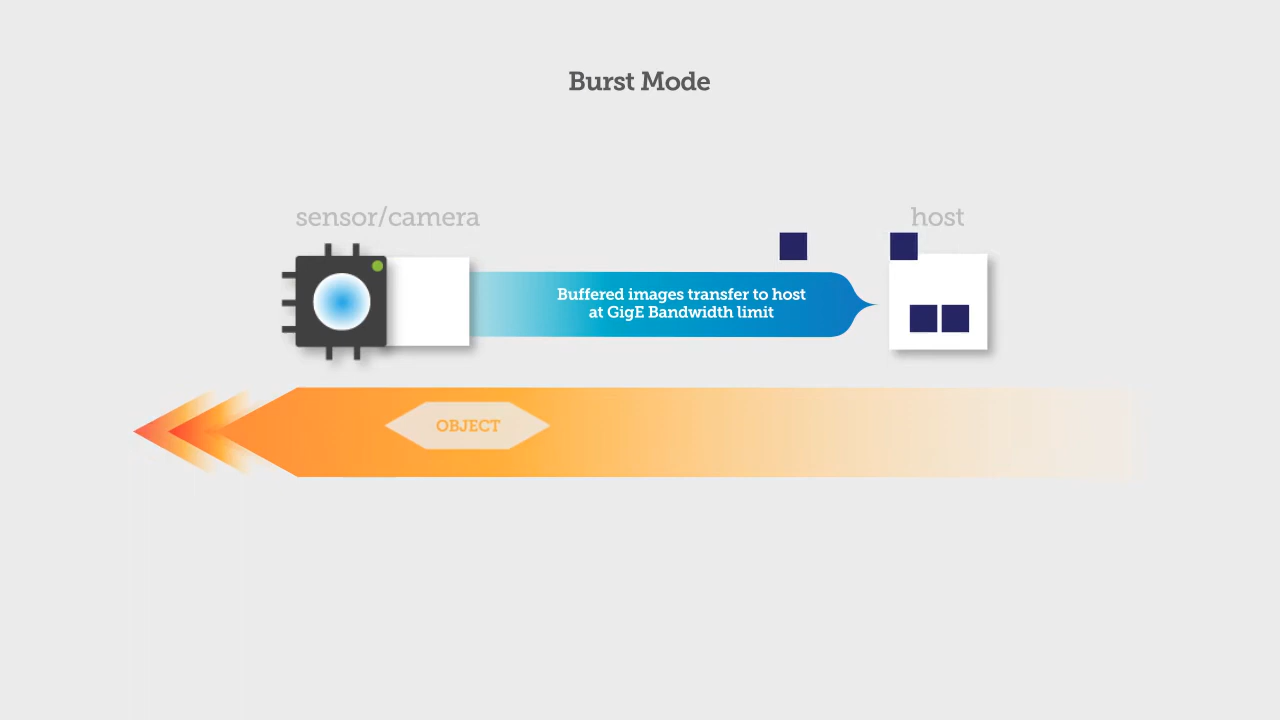 Burst Mode
sensor/camera
host
Buffered images transfer to host
at GigE Bandwidth limit
OBJECT